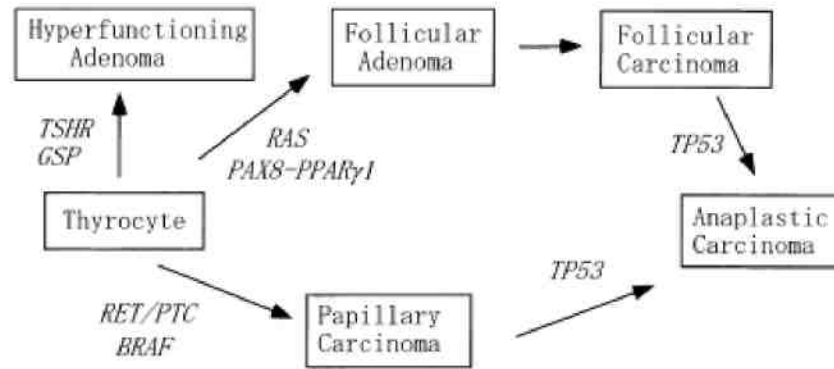 Hyperfunctioning
Adenoma
Follicular
Adenoma
Follicular
Carcinoma
TSHR
GSP
RAS
PAX8-PPARγ1
TP53
Thyrocyte
Anaplastic
Carcinoma
TP53
RET/PTC
BRAF
Papillary
Carcinoma